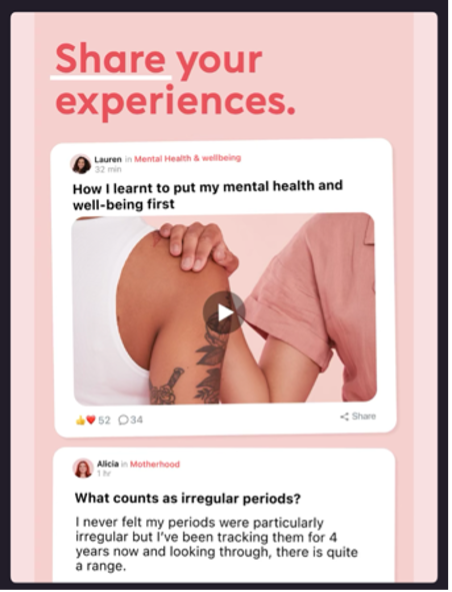 Share your
experiences.
Lauren in Mental Health & wellbeing
32 min
How I learnt to put my mental health and
well-being first
52 34 Share
Alicia in Motherhood
1 hr
What counts as irregular periods?
I never felt my periods were particularly
irregular but I've been tracking them for 4
years now and looking through, there is quite
a range.